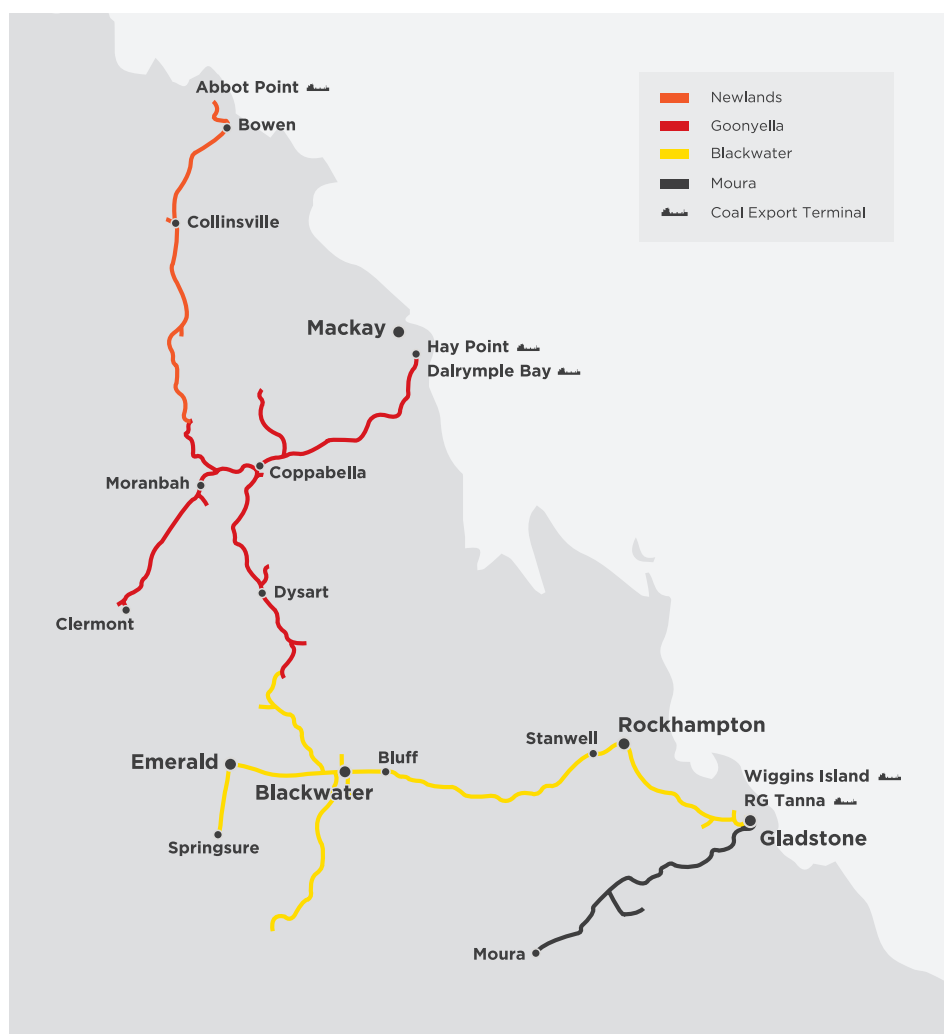 Abbot Point
Bowen
Newlands
Goonyella
Blackwater
Moura
Coal Export Terminal
Collinsville
Mackay
Hay Point
Dalrymple Bay
Coppabella
Moranbah
Dysart
Clermont
Rockhampton
Stanwell
Emerald
Bluff
Blackwater
Wiggins Island
RG Tanna
Gladstone
Springsure
Moura